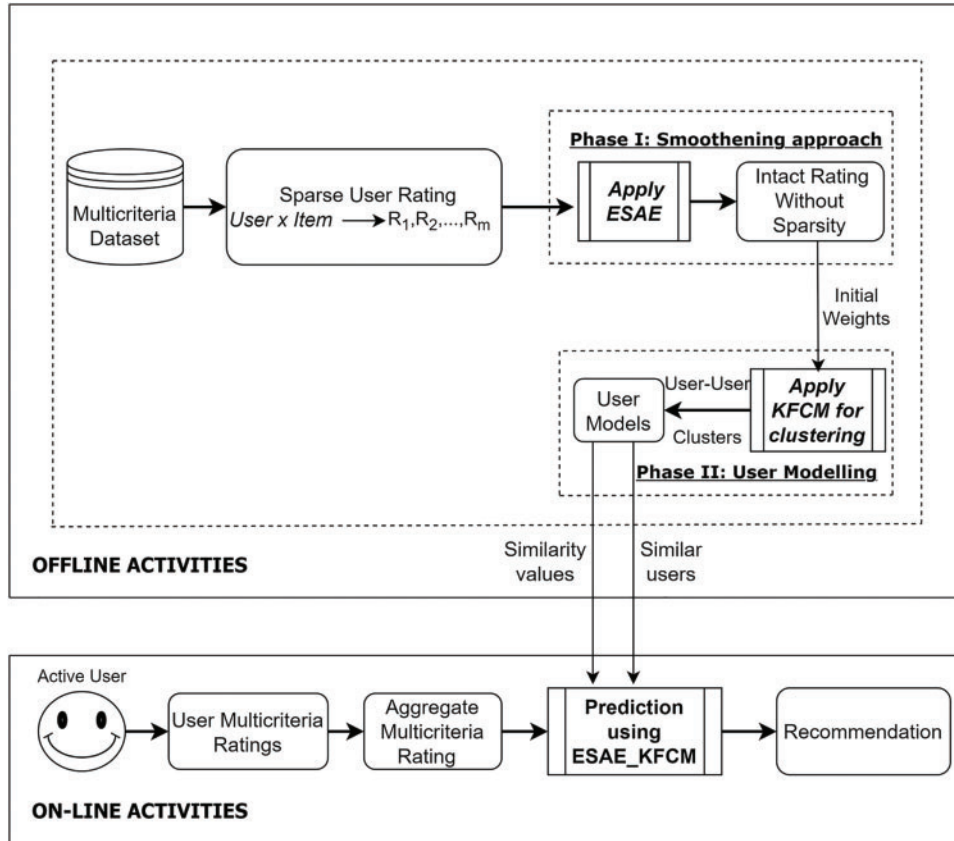 Phase I: Smoothening approach
Multicriteria
Dataset
Sparse User Rating
User x Item ⟶ R₁,R₂,...,Rₘ
Apply
ESAE
Intact Rating
Without
Sparsity
Initial
Weights
User
Models
User-User
Clusters
Apply
KFCM for
clustering
Phase II: User Modelling
Similarity
values
Similar
users
OFFLINE ACTIVITIES
Active User
User Multicriteria
Ratings
Aggregate
Multicriteria
Rating
Prediction
using
ESAE_KFCM
Recommendation
ON-LINE ACTIVITIES